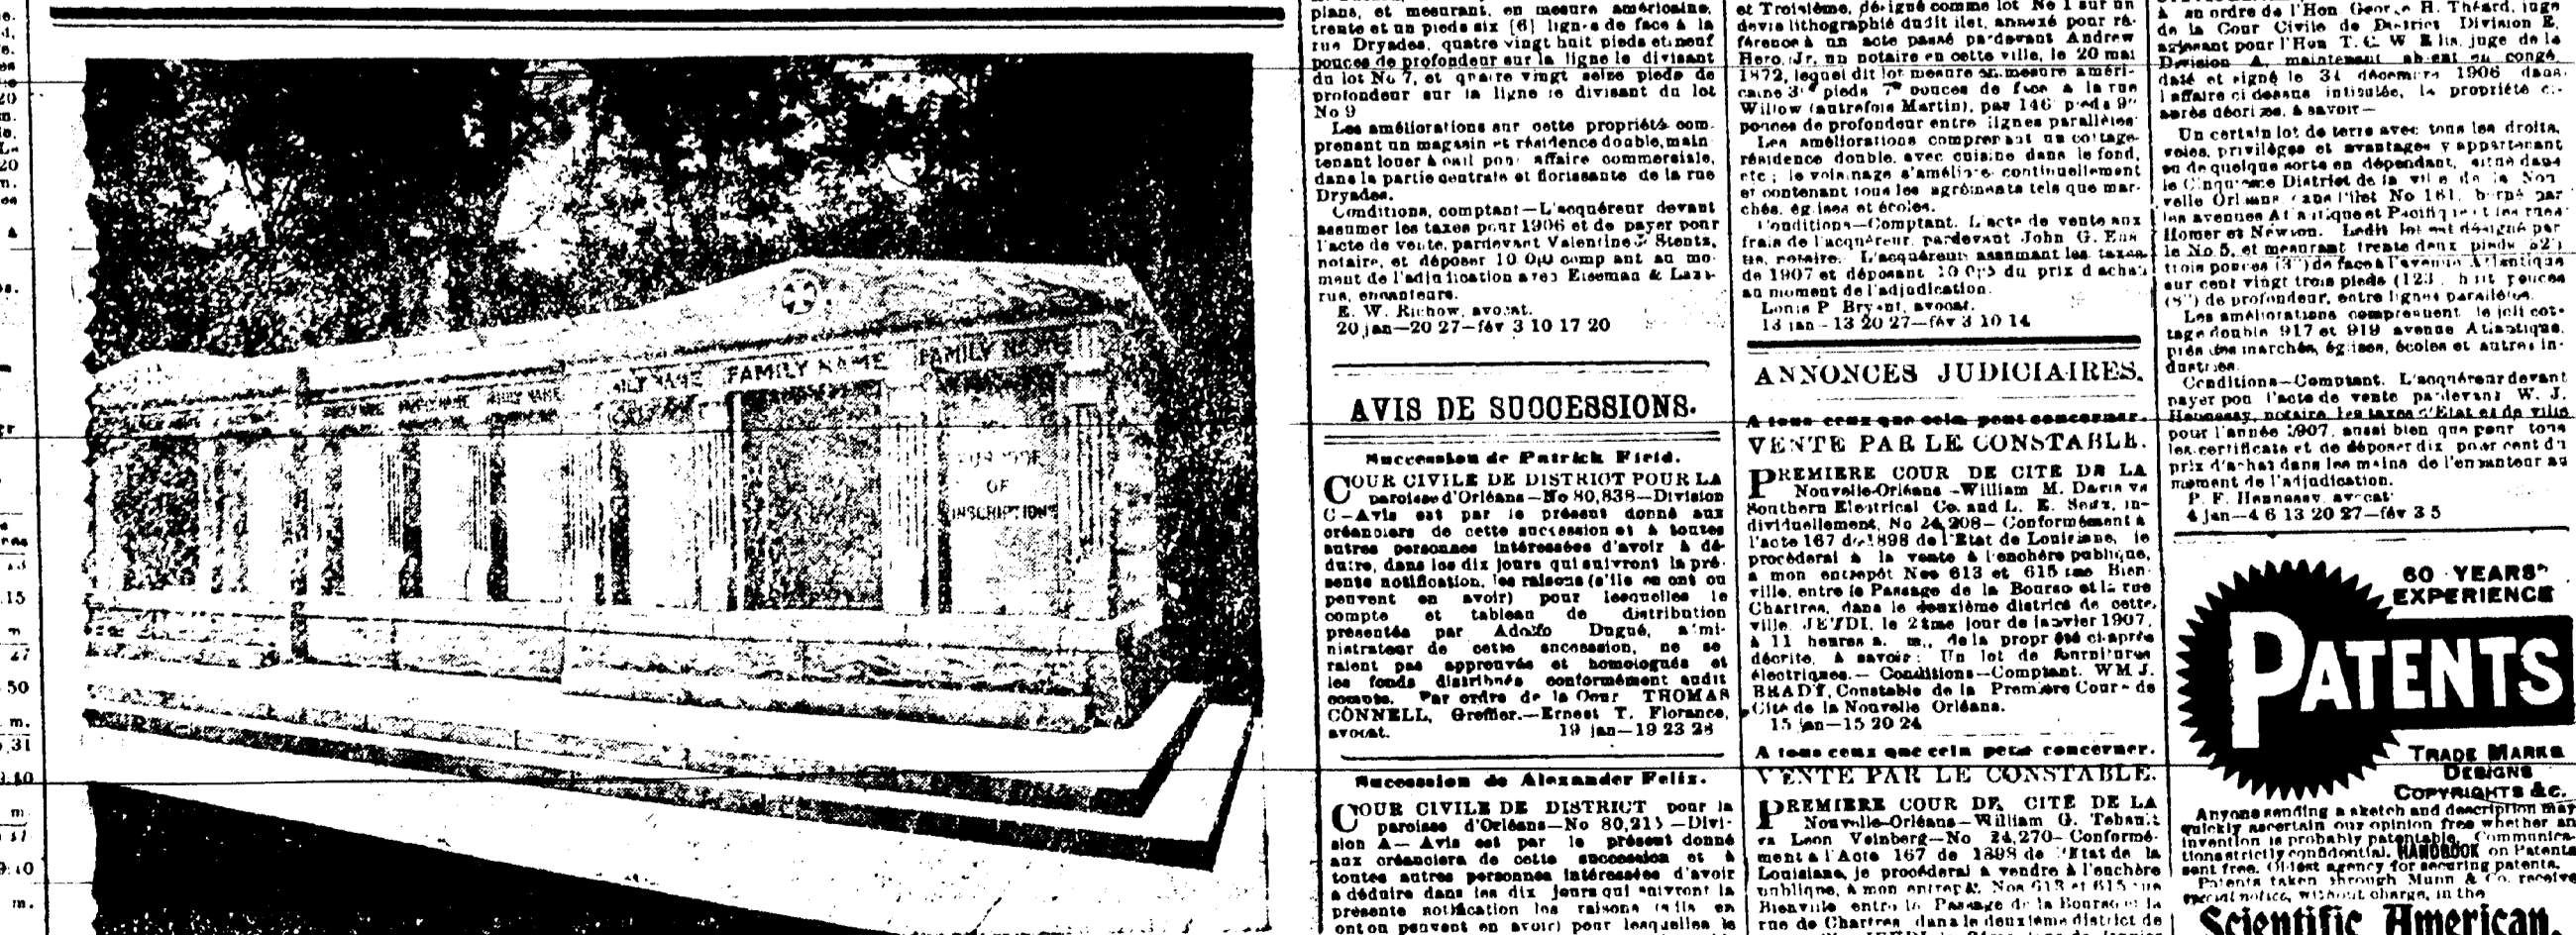 FAMILY NAME
FAMILY NAME
OF
INSCRIPTION
plans, et mesurant, en mesure américaine,
trente et un pieds six [6] lignes de face à la
rue Dryades, quatre vingt huit pieds et neuf
pouces de profondeur sur la ligne le divisant
du lot No 7, et quatre vingt seize pieds de
profondeur sur la ligne le divisant du lot
No 9
Les améliorations sur cette propriété com-
prenant un magasin et résidence double, main
tenant louer à bail pour affaire commersiale,
dans la partie centrale et florissante de la rue
Dryades.
Conditions, comptant—L'acquéreur devant
assumer les taxes pour 1906 et de payer pour
l'acte de vente, pardevant Valentine J. Stentz,
notaire, et déposer 10 0p0 comptant au mo-
ment de l'adjudication avec Eiseman & Laza-
rus, encanteurs.
E. W. Richow, avocat.
20 jan—20 27—fév 3 10 17 20
AVIS DE SUCCESSIONS.
Succession de Patrick Field.
COUR CIVILE DE DISTRICT POUR LA
paroisse d'Orléans—No 80,838—Division
C—Avis est par le présent donné aux
créanciers de cette succession et à toutes
autres personnes intéressées d'avoir à dé-
duire, dans les dix jours qui suivront la pré-
sente notification, les raisons (s'ils en ont ou
peuvent en avoir) pour lesquelles le
compte et tableau de distribution
présentés par Adolfo Dugué, a'mi-
nistrateur de cette succession, ne se
raient pas approuvés et homologués et
les fonds distribués conformément audit
compte. Par ordre de la Cour THOMAS
CONNELL, Greffier.—Ernest T. Florance,
avocat. 19 jan—19 23 28
Succession de Alexander Felix.
COUR CIVILE DE DISTRICT pour la
paroisse d'Orléans—No 80,215—Divi-
sion A— Avis est par le présent donné
aux créanciers de cette succession et à
toutes autres personnes intéressées d'avoir
à déduire dans les dix jours qui suivront la
présente notification les raisons (s'ils en
ont ou peuvent en avoir) pour lesquelles le
et Troisième, désigné comme lot No 1 sur un
devis lithographié dudit ilet, annexé pour ré-
férence à un acte passé pardevant Andrew
Hero, Jr, un notaire en cette ville, le 20 mai
1872, lequel dit lot mesure en mesure améri-
caine pieds pouces de face à la rue
Willow (autrefois Martin), par 146 pieds 9"
pouces de profondeur entre lignes parallèles
Les améliorations comprenant un cottage
résidence double, avec cuisine dans le fond,
etc; le voisinage s'améliore continuellement
et contenant tous les agréments tels que mar-
chés, églises et écoles.
Conditions—Comptant. L'acte de vente aux
frais de l'acquéreur, pardevant John G. Eus
tis, notaire. L'acquéreur assumant les taxes
de 1907 et déposant 10 0p0 du prix d'achat
au moment de l'adjudication.
Louis P Bryant, avocat.
13 jan—13 20 27—fév 3 10 14
ANNONCES JUDICIAIRES.
A tous ceux que cela peut concerner.
VENTE PAR LE CONSTABLE.
PREMIERE COUR DE CITE DE LA
Nouvelle-Orléans—William M. Davis vs
Southern Electrical Co. and L. E. in-
dividuellement, No 24,208—Conformément à
l'acte 167 de 1898 de l'Etat de Louisiane, je
procéderai à la vente à l'enchère publique,
à mon entrepôt Nos 613 et 615 rue Bien-
ville, entre le Passage de la Bourse et la rue
Chartres, dans le deuxième district de cette
ville, JEUDI, le 24me jour de janvier 1907,
à 11 heures a. m., de la propriété ci-après
décrite, à savoir: Un lot de fournitures
électriques.—Conditions—Comptant. WM J.
BRADY, Constable de la Première Cour de
Cité de la Nouvelle Orléans.
15 jan—15 20 24
A tous ceux que cela peut concerner.
VENTE PAR LE CONSTABLE.
PREMIERE COUR DE CITE DE LA
Nouvelle-Orléans—William G. Tebault
vs Leon Veinberg—No 24,270—Conformé-
ment à l'Acte 167 de 1898 de l'Etat de la
Louisiane, je procéderai à vendre à l'enchère
publique, à mon entrepôt Nos 613 et 615 rue
Bienville entre le Passage de la Bourse et la
rue de Chartres dans le deuxième district de
à un ordre de l'Hon George H. Théard, juge
de la Cour Civile de District Division E,
agissant pour l'Hon T. C. W Ellis, juge de la
Division A, maintenant absent en congé,
daté et signé le 31 décembre 1906 dans
l'affaire ci dessus intitulée, la propriété ci-
après décrite, à savoir—
Un certain lot de terre avec tous les droits,
voies, privilèges et avantages y appartenant
ou de quelque sorte en dépendant, situé dans
le Cinquième District de la ville de la Nou
velle Orléans, dans l'ilet No 161, borné par
les avenues Atlantique et Pacifique et les rues
Homer et Newton. Ledit lot est désigné par
le No 5, et mesurant trente deux pieds (32')
trois pouces (3") de face à l'avenue Atlantique
sur cent vingt trois pieds (123') huit pouces
(8") de profondeur, entre lignes parallèles.
Les améliorations comprennent le joli cot-
tage double 917 et 919 avenue Atlantique,
près des marchés, églises, écoles et autres in-
dustries.
Conditions—Comptant. L'acquéreur devant
payer pou l'acte de vente pardevant W. J.
Hennessy, notaire les taxes d'Etat et de ville
pour l'année 1907, aussi bien que pour tous
les certificats et de déposer dix pour cent du
prix d'achat dans les mains de l'encanteur au
moment de l'adjudication.
P. F. Hennessy, avocat
4 jan—4 6 13 20 27—fév 3 5
60 YEARS'
EXPERIENCE
PATENTS
TRADE MARKS
DESIGNS
COPYRIGHTS &c.
Anyone sending a sketch and description may
quickly ascertain our opinion free whether an
invention is probably patentable. Communica-
tions strictly confidential. HANDBOOK on Patents
sent free. Oldest agency for securing patents.
Patents taken through Munn & Co. receive
special notice, without charge, in the
Scientific American.